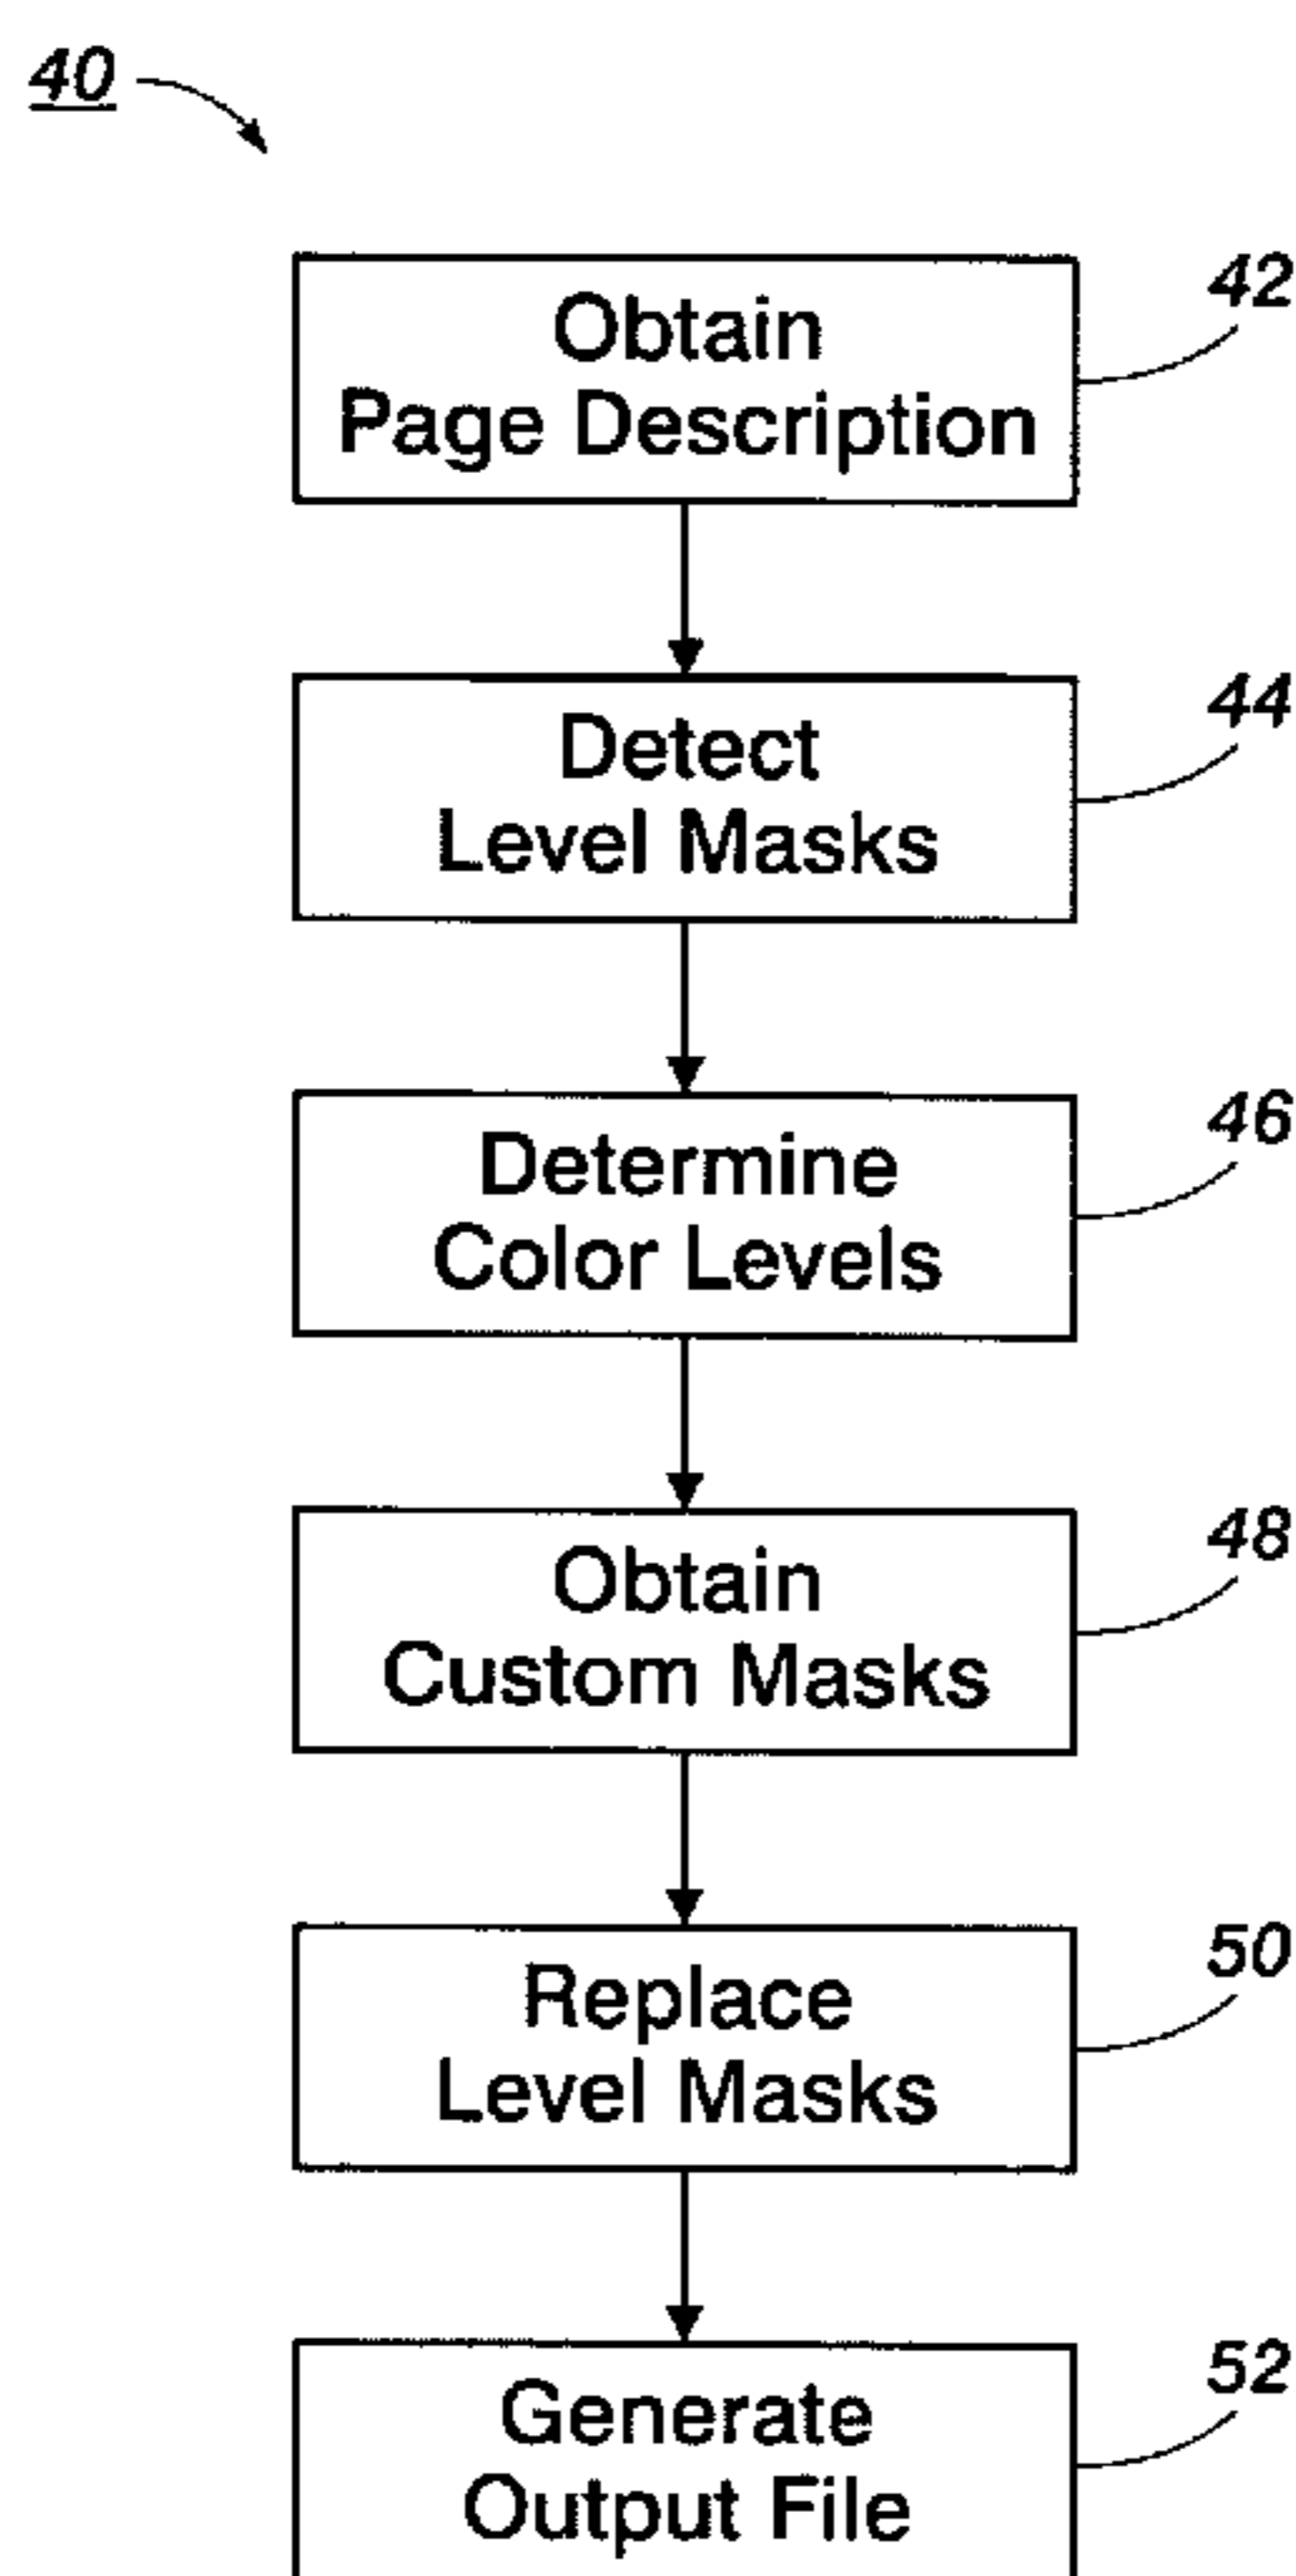 40
42
Obtain
Page Description
44
Detect
Level Masks
46
Determine
Color Levels
48
Obtain
Custom Masks
50
Replace
Level Masks
52
Generate
Output File